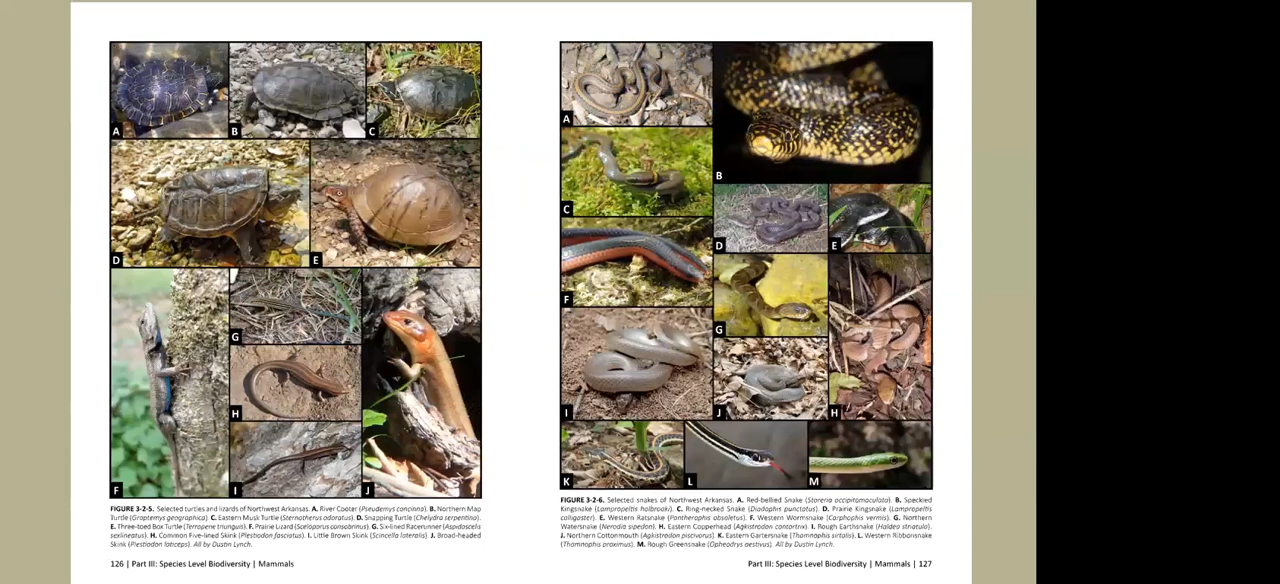 A
B
C
D
E
F
G
H
I
J
FIGURE 3-2-5. Selected turtles and lizards of Northwest Arkansas. A. River Cooter (Pseudemys concinna). B. Northern Map
Turtle (Graptemys geographica). C. Eastern Musk Turtle (Sternotherus odoratus). D. Snapping Turtle (Chelydra serpentina).
E. Three-toed Box Turtle (Terrapene triunguis). F. Prairie Lizard (Sceloporus consobrinus). G. Six-lined Racerunner (Aspidoscelis
sexlineatus). H. Common Five-lined Skink (Plestiodon fasciatus). I. Little Brown Skink (Scincella lateralis). J. Broad-headed
Skink (Plestiodon laticeps). All by Dustin Lynch.
126 | Part III: Species Level Biodiversity | Mammals
A
B
C
D
E
F
G
H
I
J
K
L
M
FIGURE 3-2-6. Selected snakes of Northwest Arkansas. A. Red-bellied Snake (Storeria occipitomaculata). B. Speckled
Kingsnake (Lampropeltis holbrooki). C. Ring-necked Snake (Diadophis punctatus). D. Prairie Kingsnake (Lampropeltis
calligaster). E. Western Ratsnake (Pantherophis obsoletus). F. Western Wormsnake (Carphophis vermis). G. Northern
Watersnake (Nerodia sipedon). H. Eastern Copperhead (Agkistrodon contortrix). I. Rough Earthsnake (Haldea striatula).
J. Northern Cottonmouth (Agkistrodon piscivorus). K. Eastern Gartersnake (Thamnophis sirtalis). L. Western Ribbonsnake
(Thamnophis proximus). M. Rough Greensnake (Opheodrys aestivus). All by Dustin Lynch.
Part III: Species Level Biodiversity | Mammals | 127